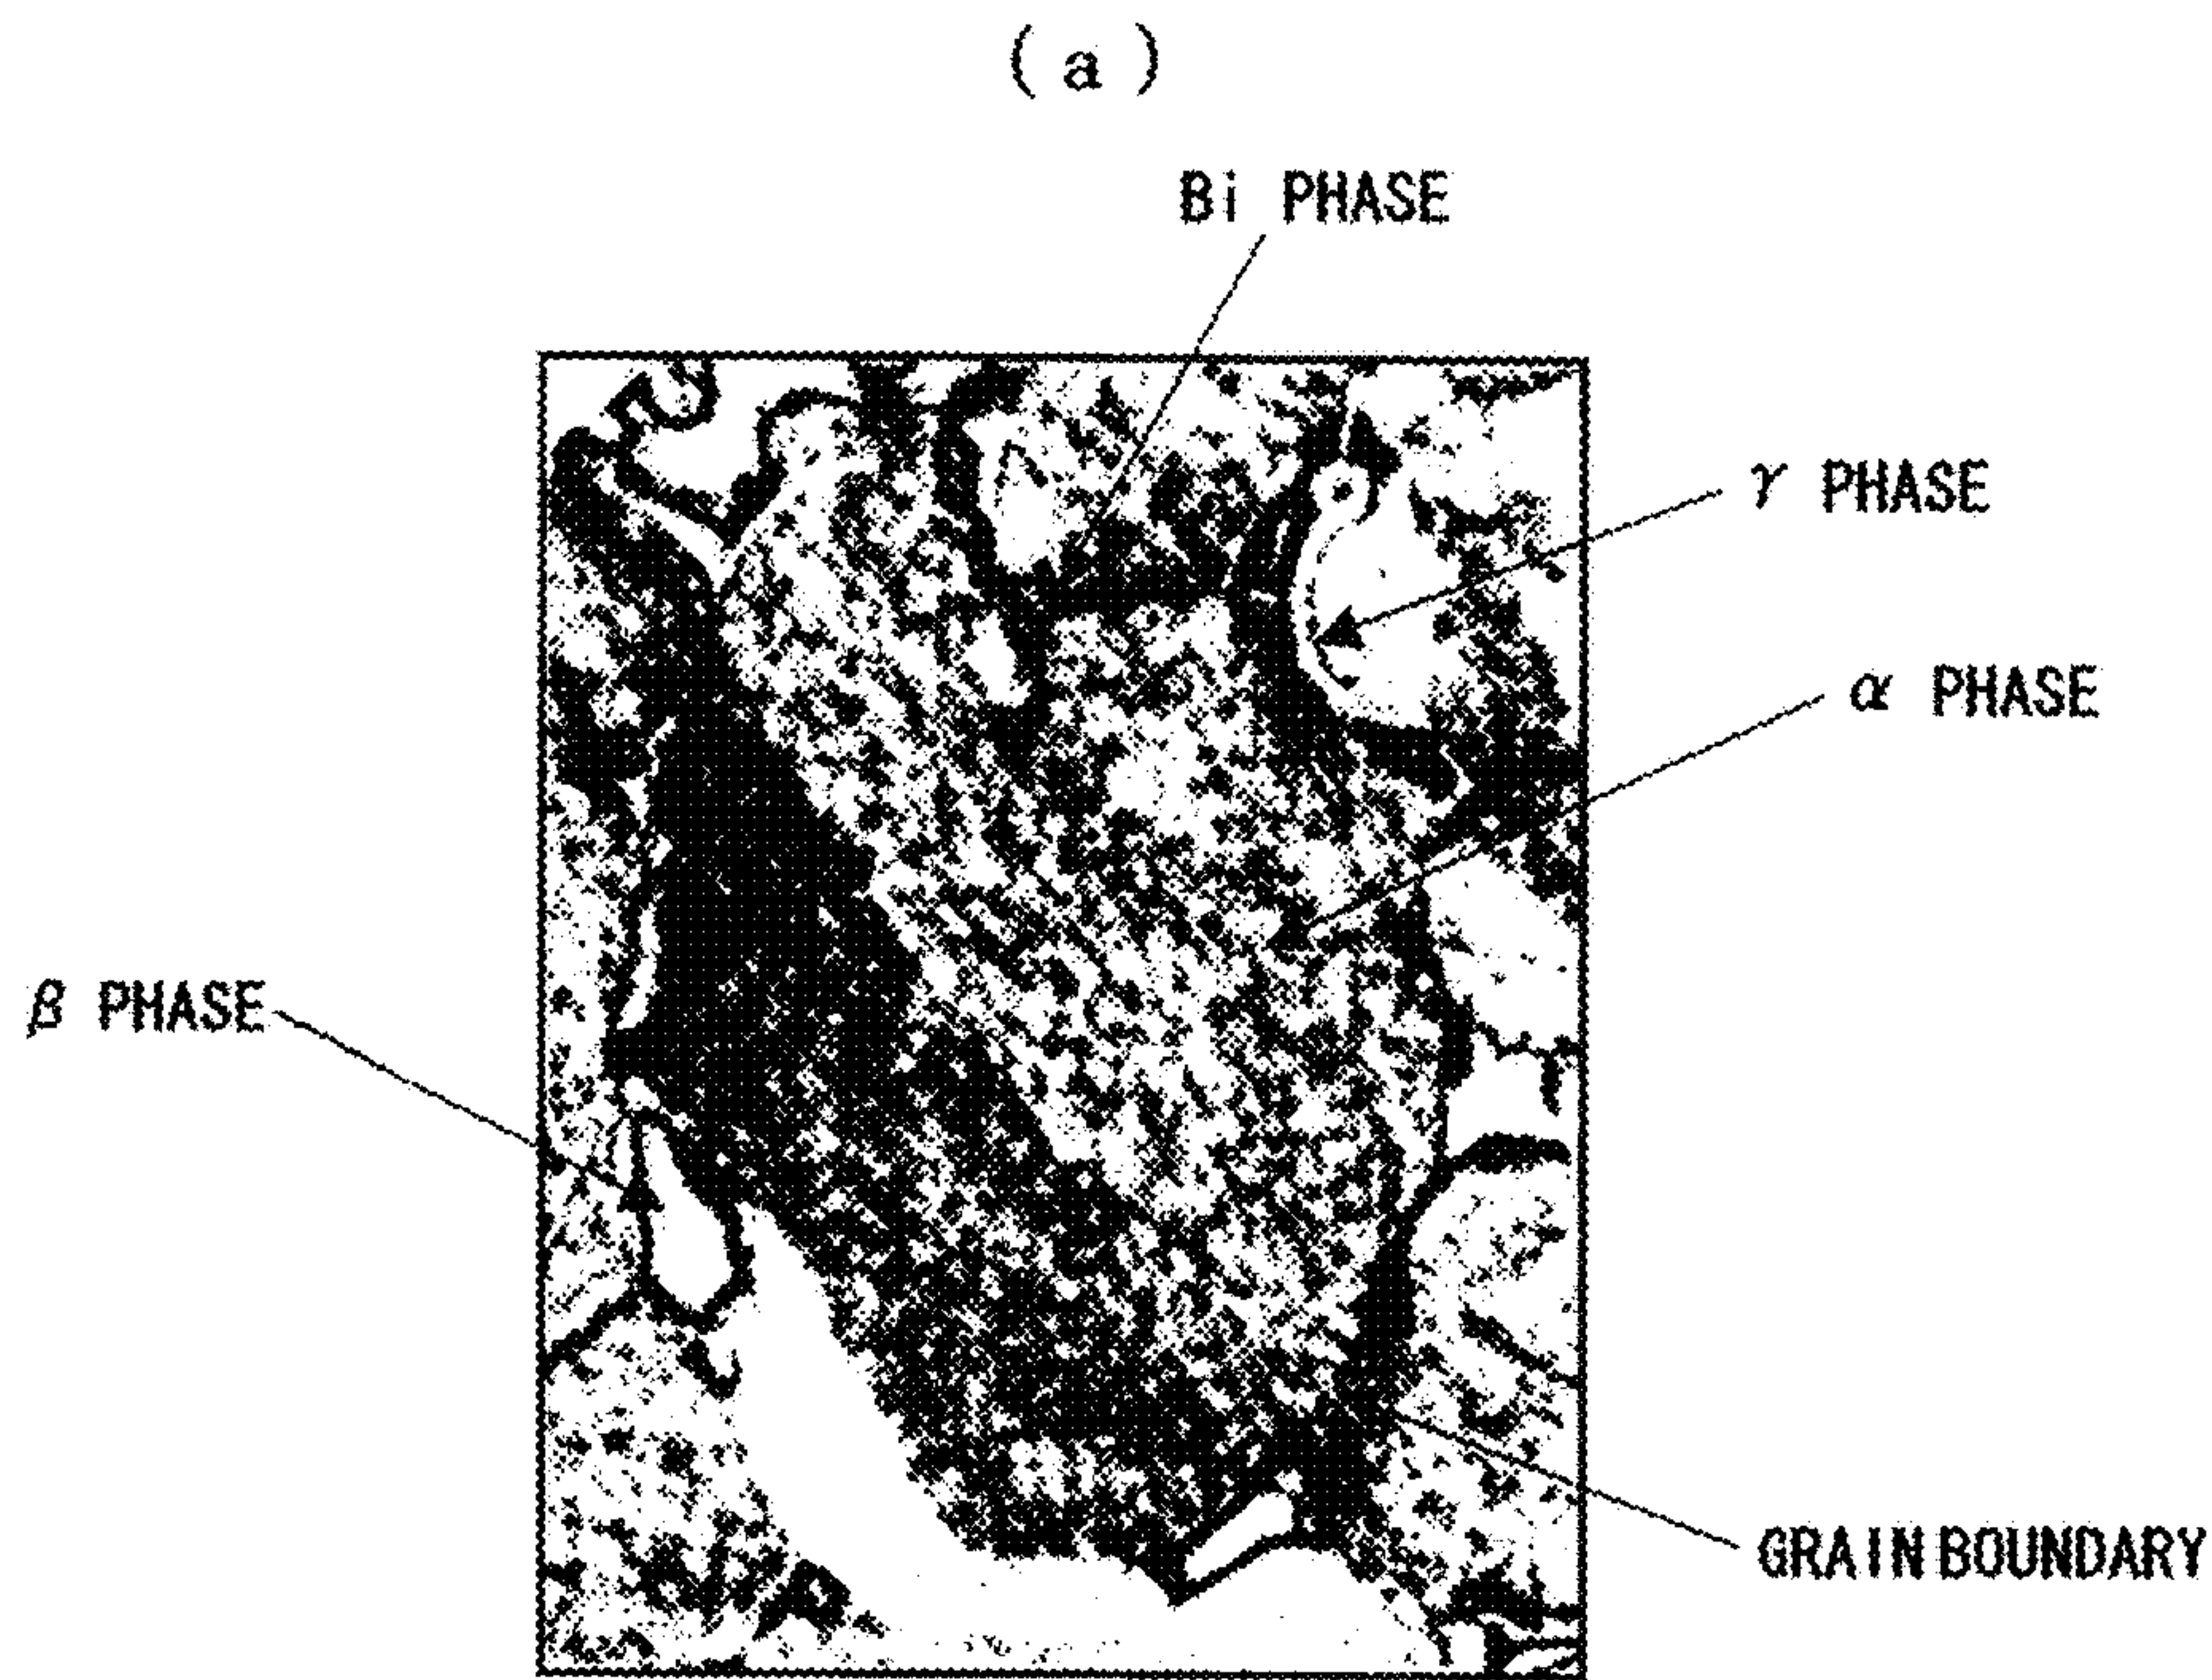 ( a )
Bi PHASE
γ PHASE
α PHASE
β PHASE
GRAIN BOUNDARY